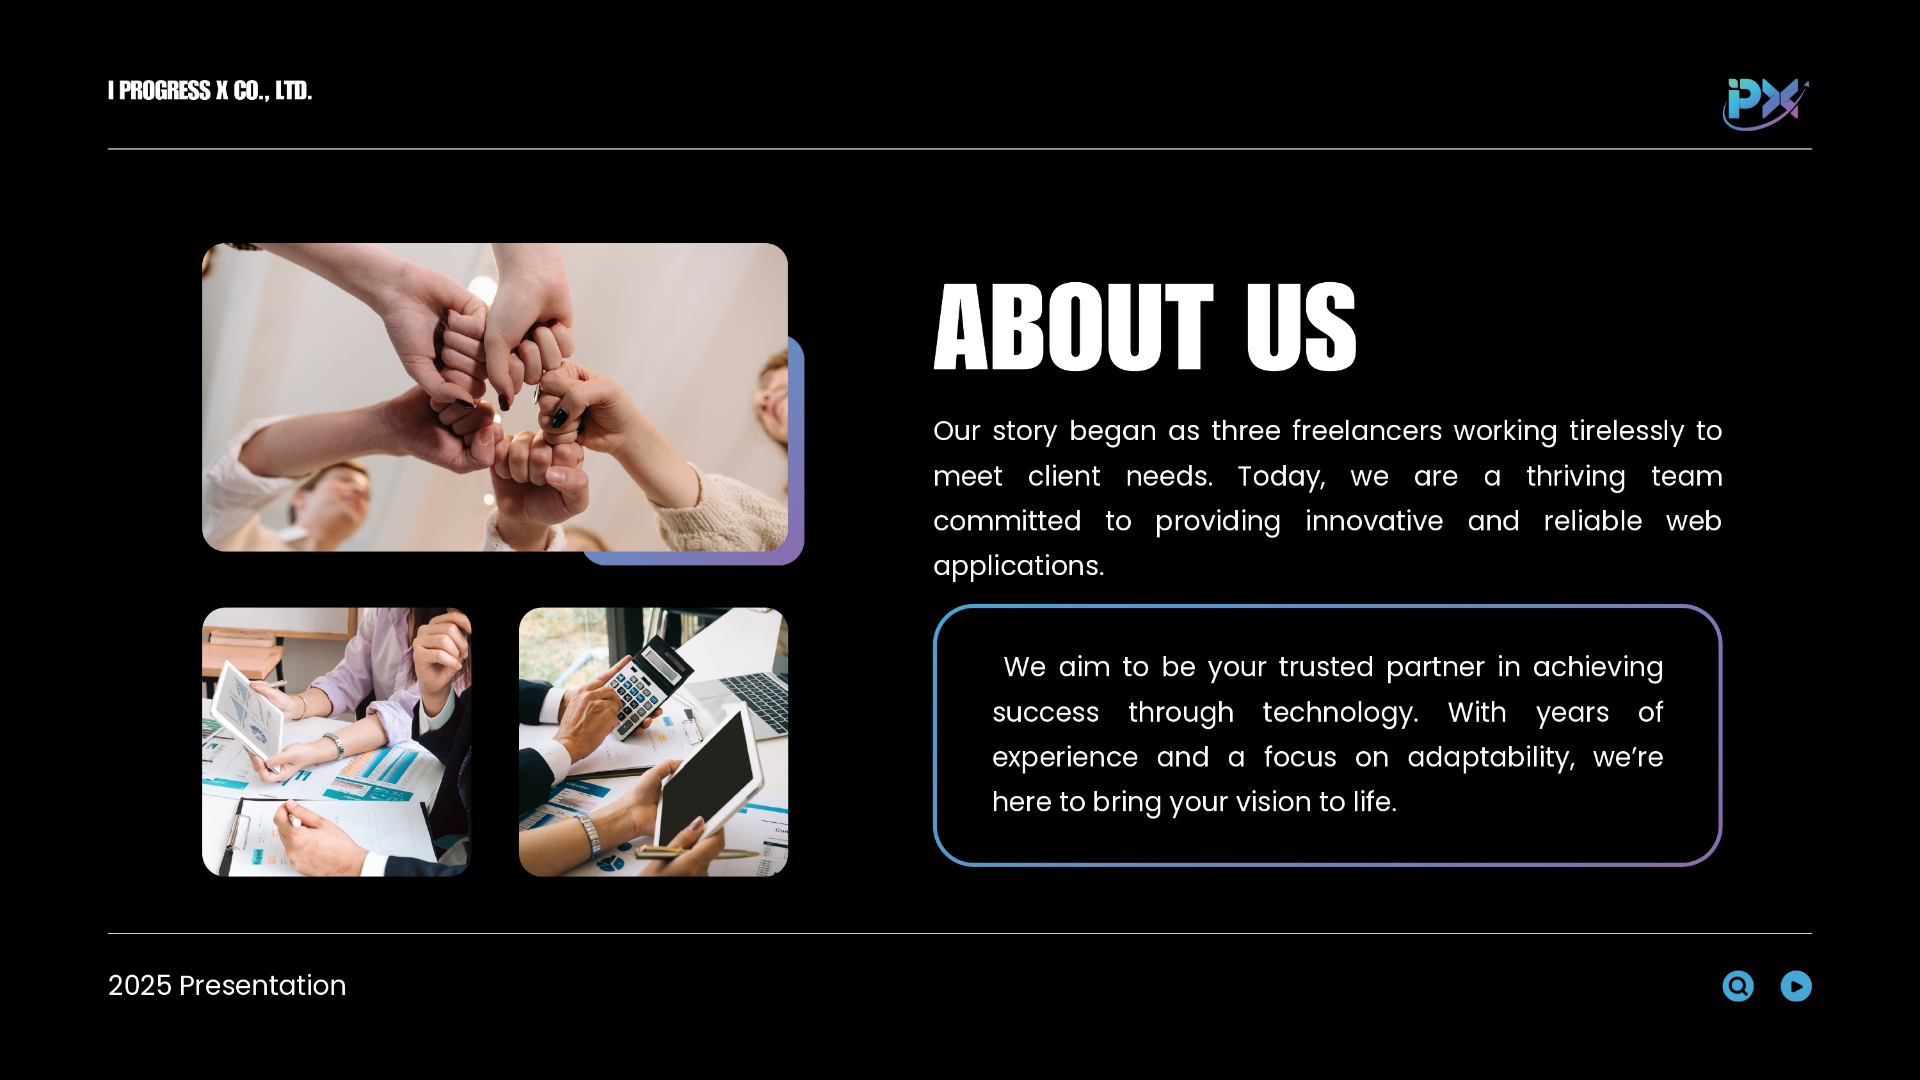 I PROGRESS X CO., LTD.
iPX
ABOUT US
Our story began as three freelancers working tirelessly to
meet client needs. Today, we are a thriving team
committed to providing innovative and reliable web
applications.
We aim to be your trusted partner in achieving
success through technology. With years of
experience and a focus on adaptability, we’re
here to bring your vision to life.
2025 Presentation